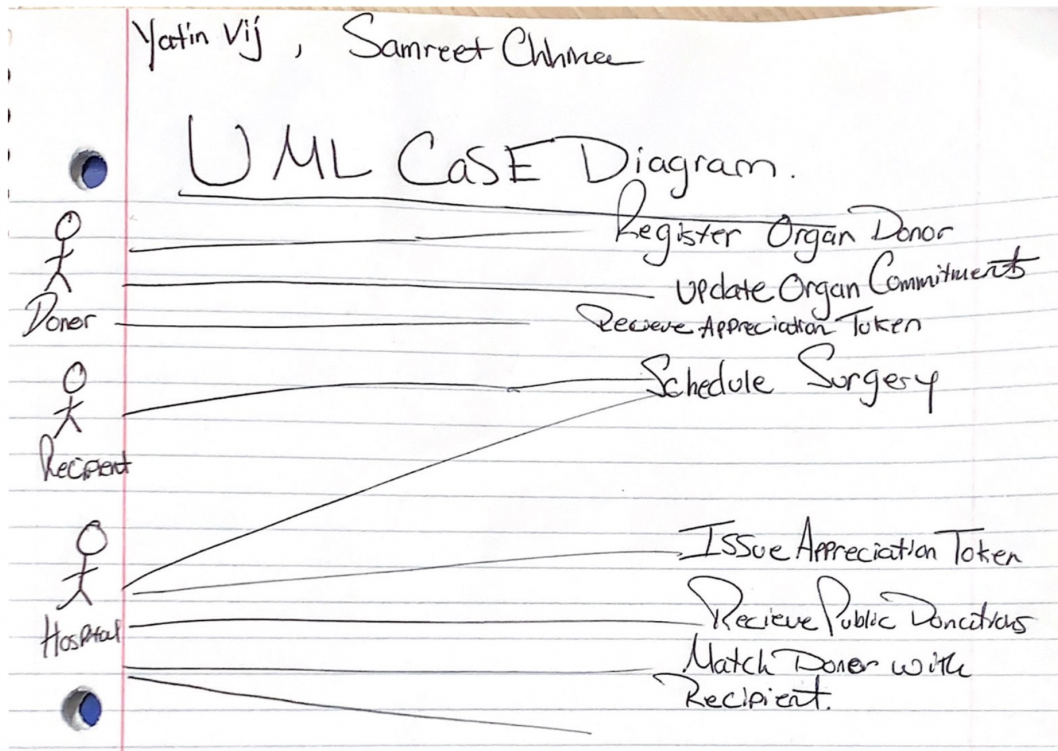 Yatin Vij, Samreet Chhina
UML CaSE Diagram.
Register Organ Donor
Update Organ Commitments
Doner
Recieve Appreciation Token
Schedule Surgery
Recipient
Issue Appreciation Token
Hospital
Recieve Public Donations
Match Doner with
Recipient.